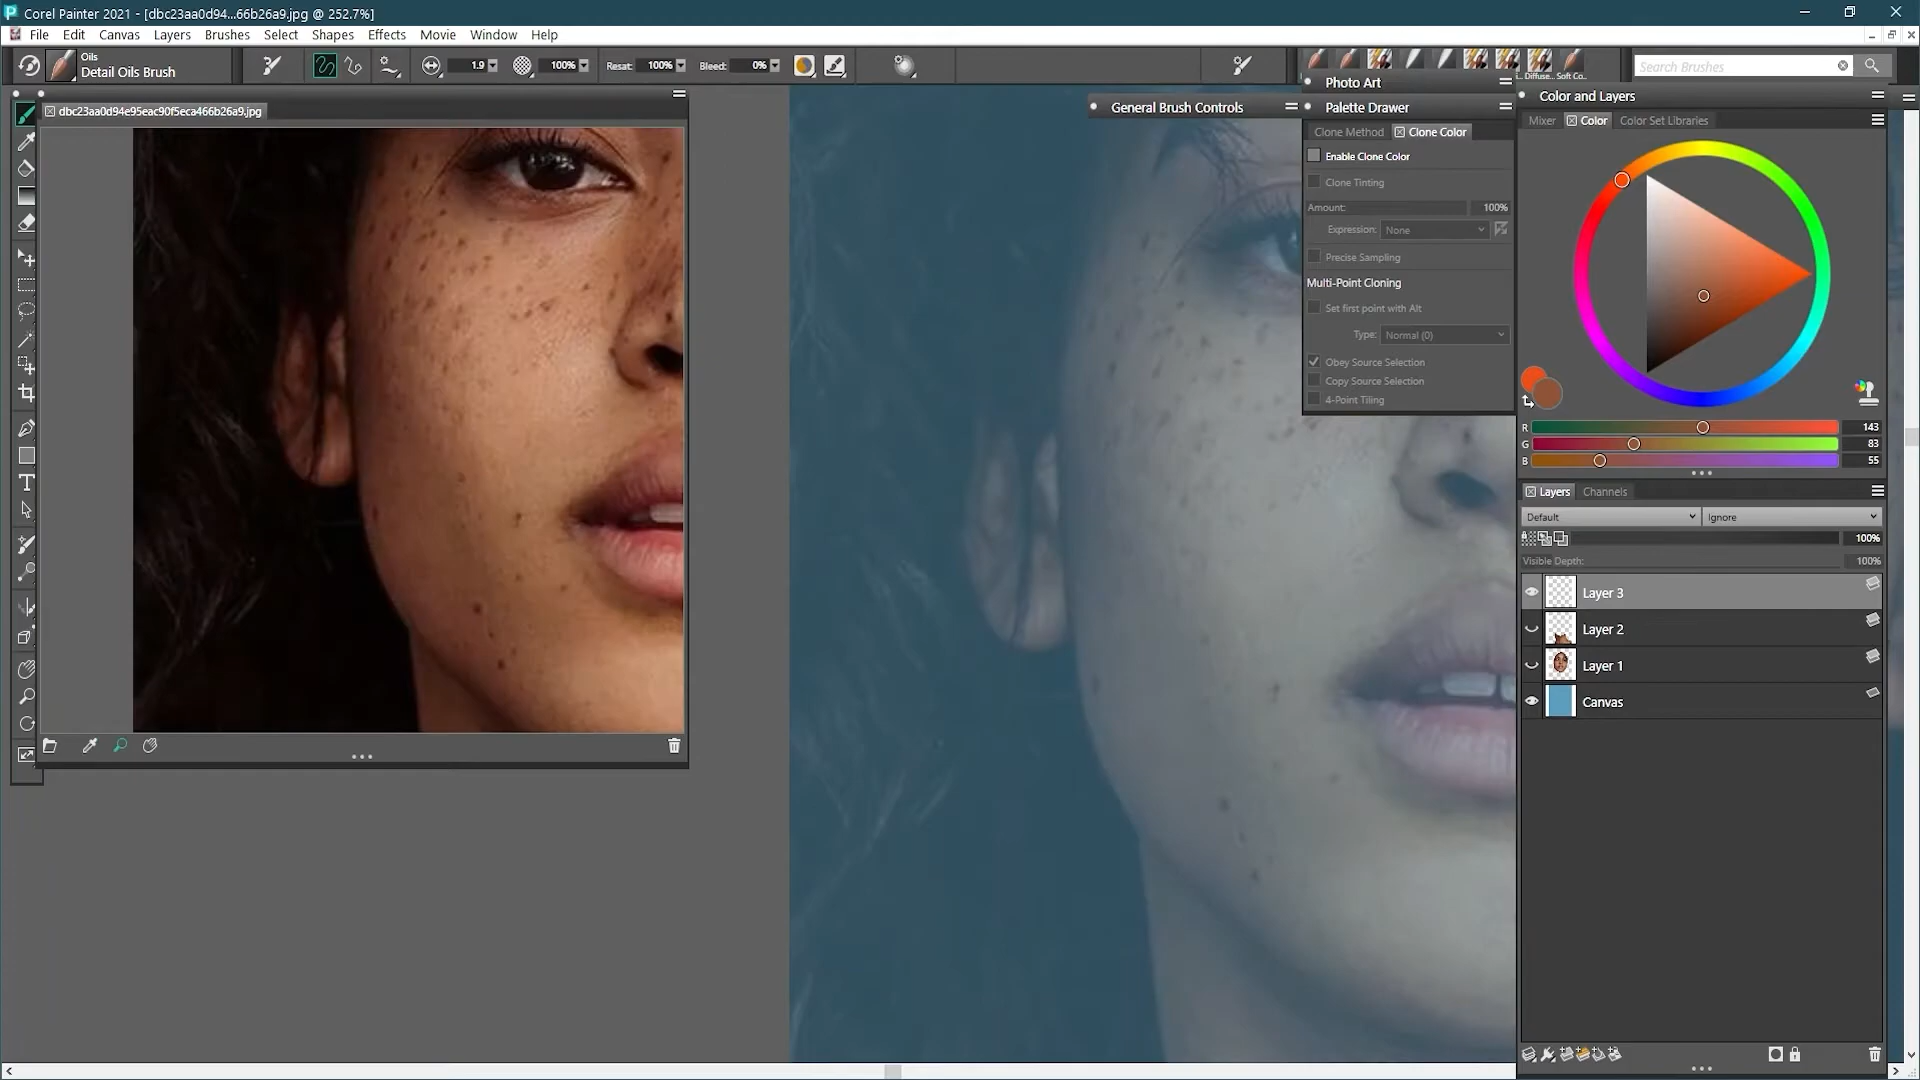 Corel Painter 2021 - [dbc23aa0d94...66b26a9.jpg @ 252.7%]
File Edit Canvas Layers Brushes Select Shapes Effects Movie Window Help
Oils
Detail Oils Brush
1.9
100%
Resat: 100%
Bleed: 0%
Diffuse... Soft Co...
Search Brushes
dbc23aa0d94e95eac90f5eca466b26a9.jpg
General Brush Controls
Photo Art
Palette Drawer
Clone Method
Clone Color
Enable Clone Color
Clone Tinting
Amount: 100%
Expression: None
Precise Sampling
Multi-Point Cloning
Set first point with Alt
Type: Normal (0)
Obey Source Selection
Copy Source Selection
4-Point Tiling
Color and Layers
Mixer Color Color Set Libraries
R 143
G 83
B 55
Layers Channels
Default Ignore
100%
Visible Depth: 100%
Layer 3
Layer 2
Layer 1
Canvas